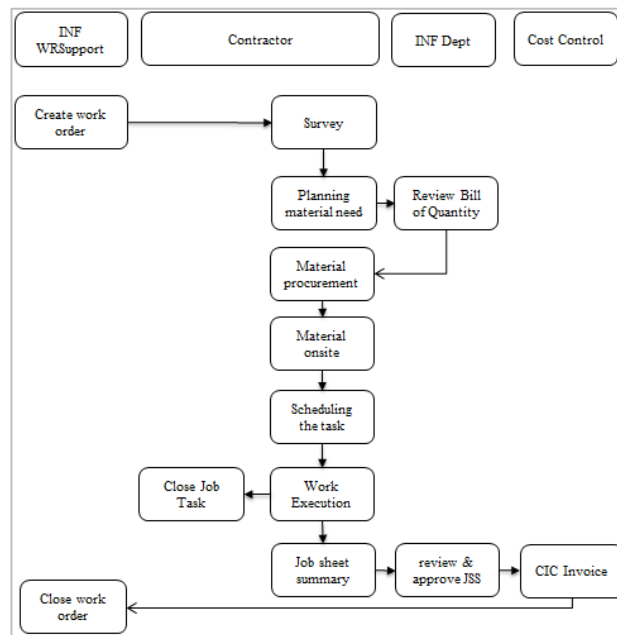 INF
WRSupport
Contractor
INF Dept
Cost Control
Create work
order
Survey
Planning
material need
Review Bill
of Quantity
Material
procurement
Material
onsite
Scheduling
the task
Close Job
Task
Work
Execution
Job sheet
summary
review &
approve JSS
CIC Invoice
Close work
order